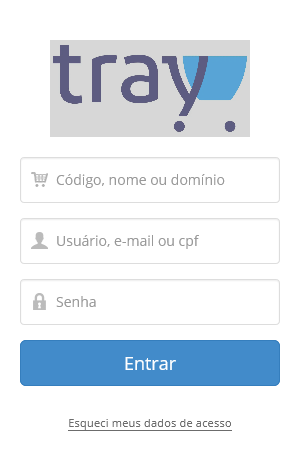 tray
Código, nome ou domínio
Usuário, e-mail ou cpf
Senha
Entrar
Esqueci meus dados de acesso